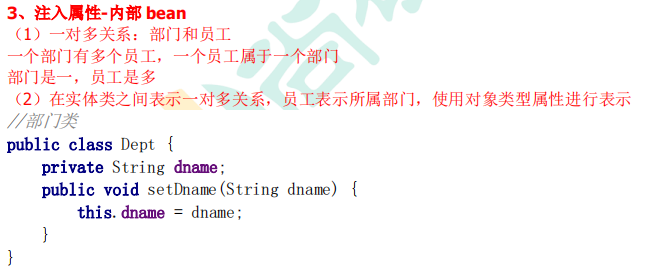 3、注入属性-内部 bean
（1）一对多关系：部门和员工
一个部门有多个员工，一个员工属于一个部门
部门是一，员工是多
（2）在实体类之间表示一对多关系，员工表示所属部门，使用对象类型属性进行表示
//部门类
public class Dept {
    private String dname;
    public void setDname(String dname) {
        this.dname = dname;
    }
}